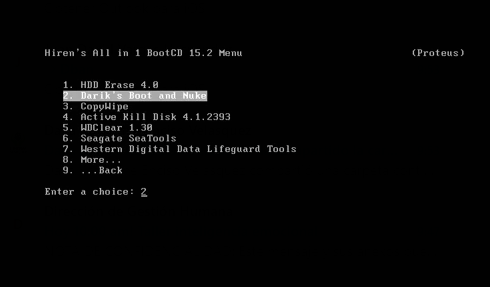 Hiren's All in 1 BootCD 15.2 Menu (Proteus)
1. HDD Erase 4.0
2. Darik's Boot and Nuke
3. CopyWipe
4. Active Kill Disk 4.1.2393
5. WDClear 1.30
6. Seagate SeaTools
7. Western Digital Data Lifeguard Tools
8. More...
9. ...Back
Enter a choice: 2